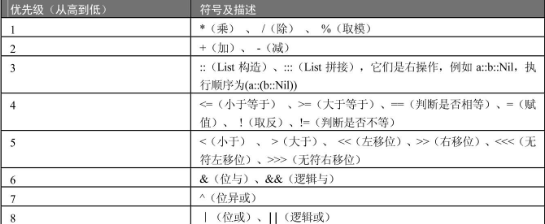 优先级（从高到低） 符号及描述
1 *（乘） 、 /（除） 、 %（取模）
2 +（加）、 -（减）
3 ::（List 构造）、:::（List 拼接），它们是右操作，例如 a::b::Nil，执
行顺序为(a::(b::Nil))
4 <=（小于等于） 、>=（大于等于）、==（判断是否相等）、=（赋
值）、 !（取反）、!=（判断是否不等）
5 <（小于） 、 >（大于）、 <<（左移位）、>>（右移位）、<<<（无
符左移位）、>>>（无符右移位）
6 &（位与）、&&（逻辑与）
7 ^（位异或）
8 |（位或）、||（逻辑或）